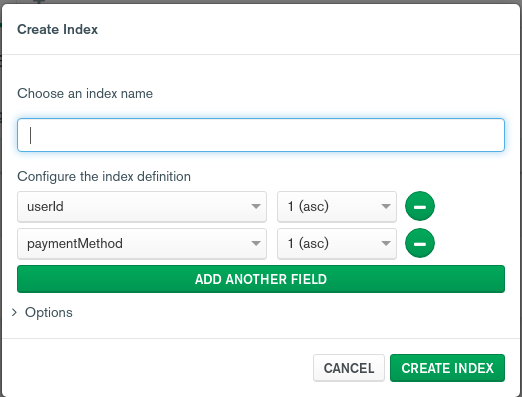 Create Index
Choose an index name
Configure the index definition
userId 1 (asc)
paymentMethod 1 (asc)
ADD ANOTHER FIELD
Options
CANCEL CREATE INDEX